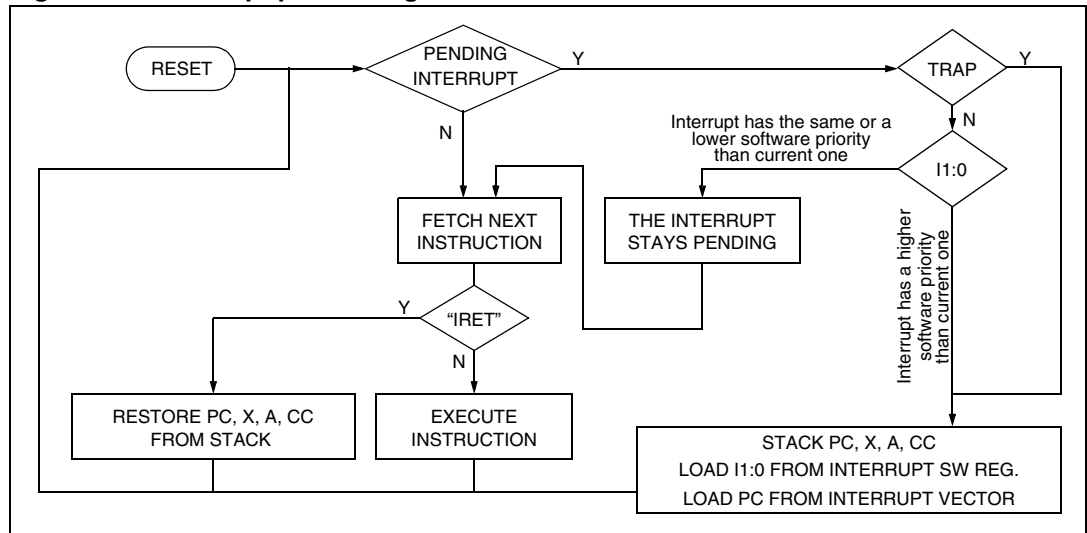 RESET
PENDING
INTERRUPT
Y
TRAP
Y
N
N
Interrupt has the same or a
lower software priority
than current one
I1:0
FETCH NEXT
INSTRUCTION
THE INTERRUPT
STAYS PENDING
Interrupt has a higher
software priority
than current one
Y
“IRET”
N
RESTORE PC, X, A, CC
FROM STACK
EXECUTE
INSTRUCTION
STACK PC, X, A, CC
LOAD I1:0 FROM INTERRUPT SW REG.
LOAD PC FROM INTERRUPT VECTOR